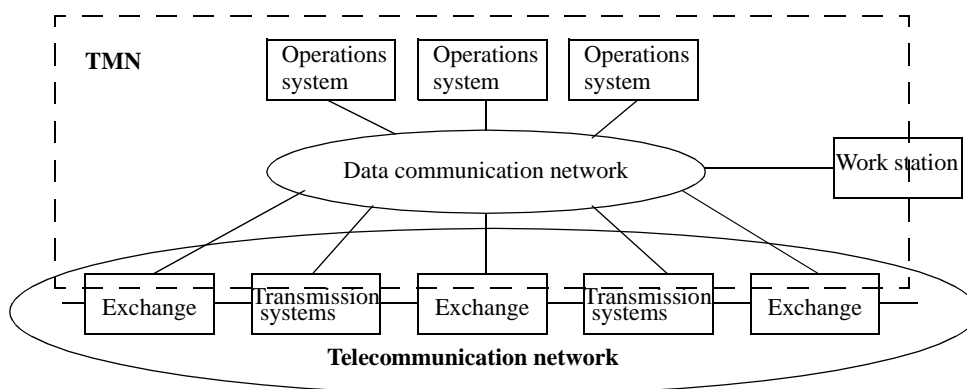 TMN
Operations
system
Operations
system
Operations
system
Data communication network
Work station
Exchange
Transmission
systems
Exchange
Transmission
systems
Exchange
Telecommunication network